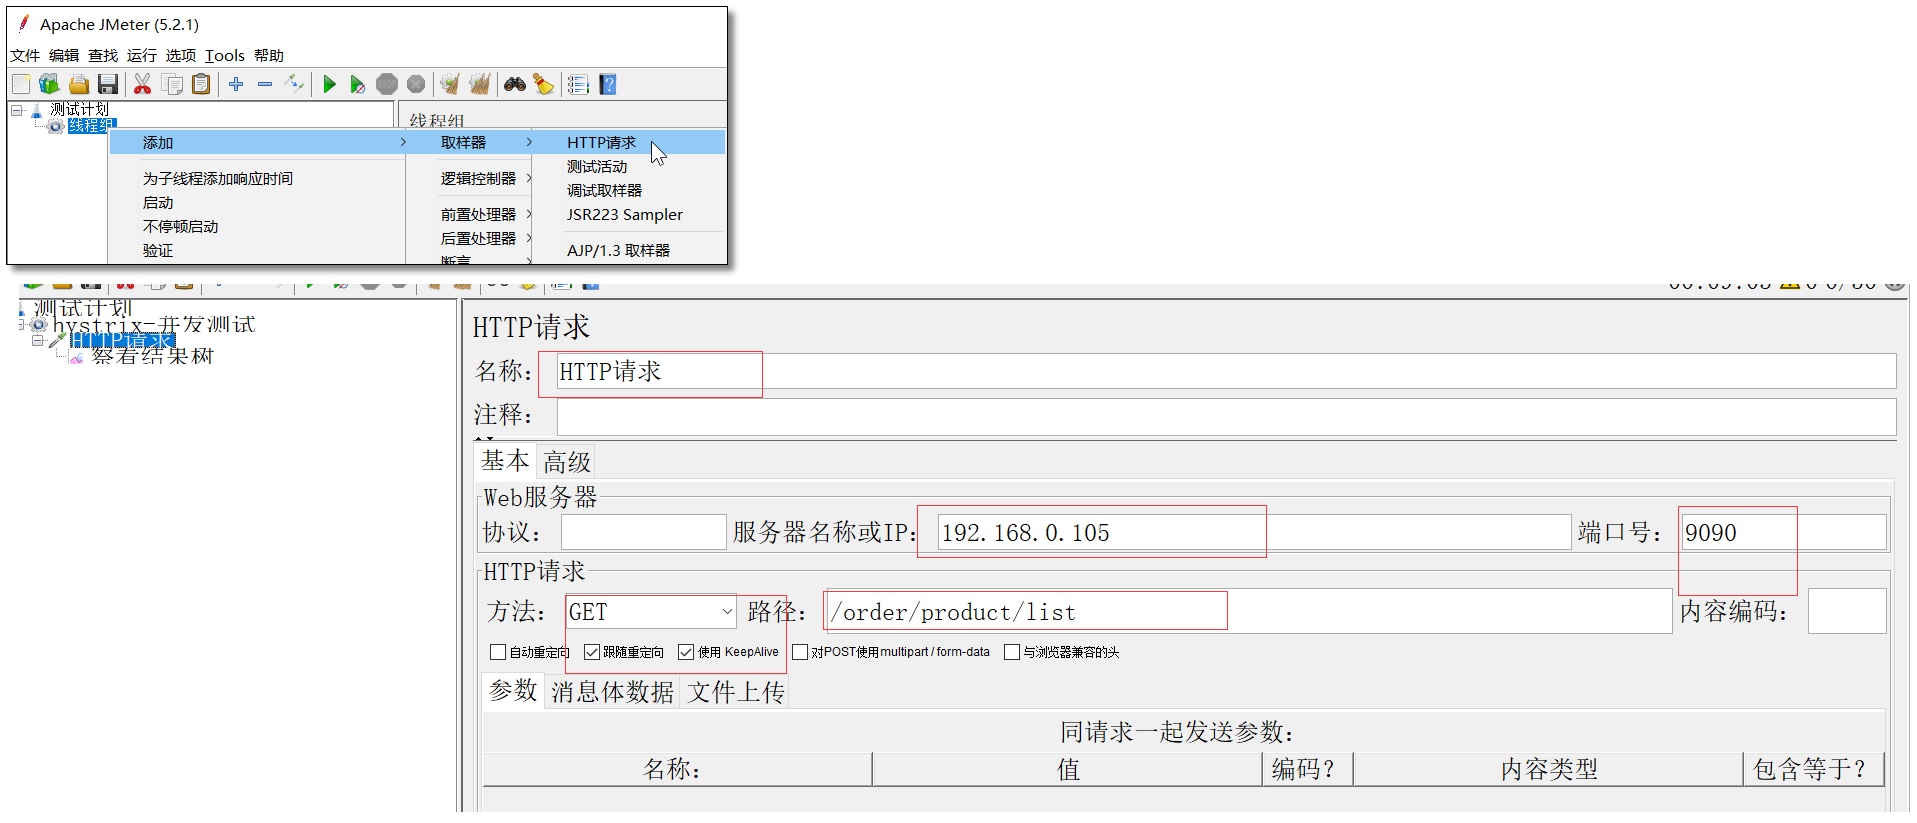 Apache JMeter (5.2.1)
文件 编辑 查找 运行 选项 Tools 帮助
测试计划
线程组
线程组
添加
为子线程添加响应时间
启动
不停顿启动
验证
取样器
逻辑控制器
前置处理器
后置处理器
断言
HTTP请求
测试活动
调试取样器
JSR223 Sampler
AJP/1.3 取样器
测试计划
hystrix-并发测试
HTTP请求
察看结果树
HTTP请求
名称： HTTP请求
注释：
基本 高级
Web服务器
协议： 服务器名称或IP： 192.168.0.105 端口号： 9090
HTTP请求
方法： GET 路径： /order/product/list 内容编码：
自动重定向 跟随重定向 使用 KeepAlive 对POST使用multipart / form-data 与浏览器兼容的头
参数 消息体数据 文件上传
同请求一起发送参数：
名称： 值 编码? 内容类型 包含等于?